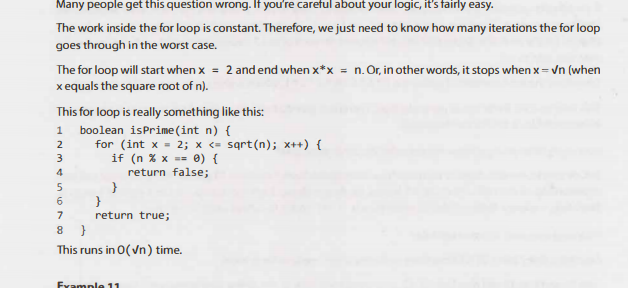 Many people get this question wrong. If you're careful about your logic, it's fairly easy.
The work inside the for loop is constant. Therefore, we just need to know how many iterations the for loop
goes through in the worst case.
The for loop will start when x = 2 and end when x*x = n. Or, in other words, it stops when x = √n (when
x equals the square root of n).
This for loop is really something like this:
1 boolean isPrime(int n) {
2 for (int x = 2; x <= sqrt(n); x++) {
3 if (n % x == 0) {
4 return false;
5 }
6 }
7 return true;
8 }
This runs in O(√n) time.
Example 11